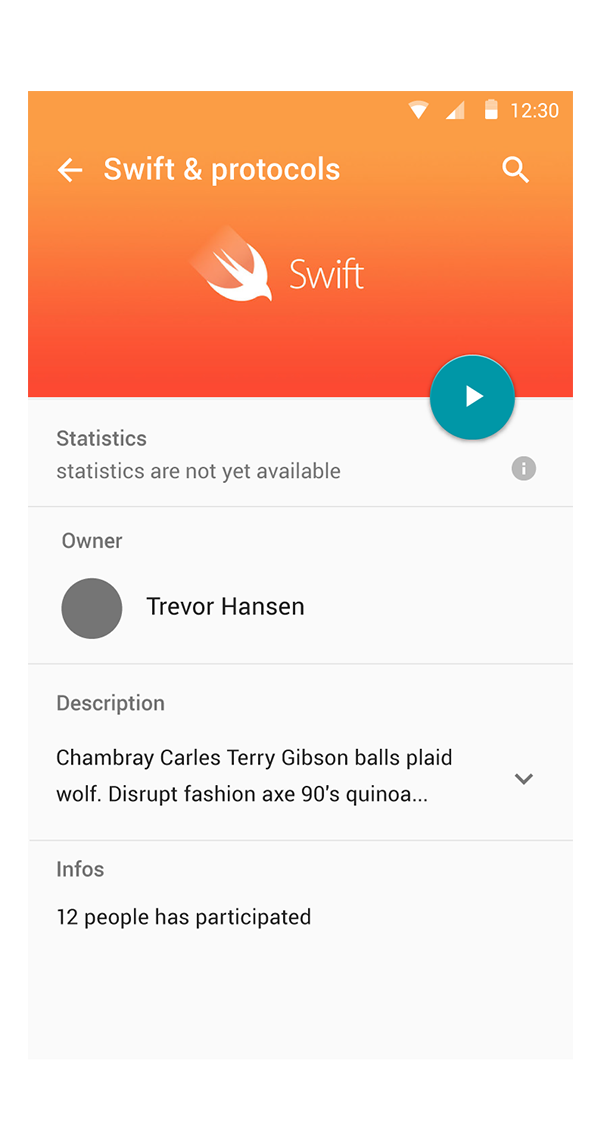 12:30
Swift & protocols
Swift
Statistics
statistics are not yet available
Owner
Trevor Hansen
Description
Chambray Carles Terry Gibson balls plaid
wolf. Disrupt fashion axe 90's quinoa...
Infos
12 people has participated